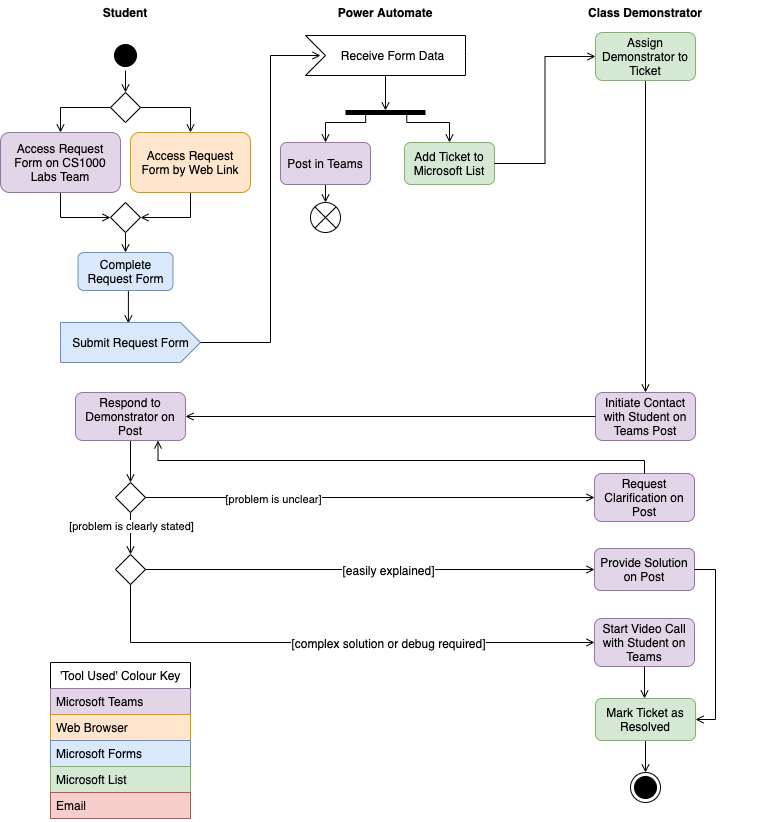 Student
Power Automate
Class Demonstrator
Receive Form Data
Assign
Demonstrator to
Ticket
Access Request
Form on CS1000
Labs Team
Access Request
Form by Web Link
Post in Teams
Add Ticket to
Microsoft List
Complete
Request Form
Submit Request Form
Respond to
Demonstrator on
Post
Initiate Contact
with Student on
Teams Post
[problem is unclear]
Request
Clarification on
Post
[problem is clearly stated]
[easily explained]
Provide Solution
on Post
[complex solution or debug required]
Start Video Call
with Student on
Teams
Mark Ticket as
Resolved
'Tool Used' Colour Key
Microsoft Teams
Web Browser
Microsoft Forms
Microsoft List
Email